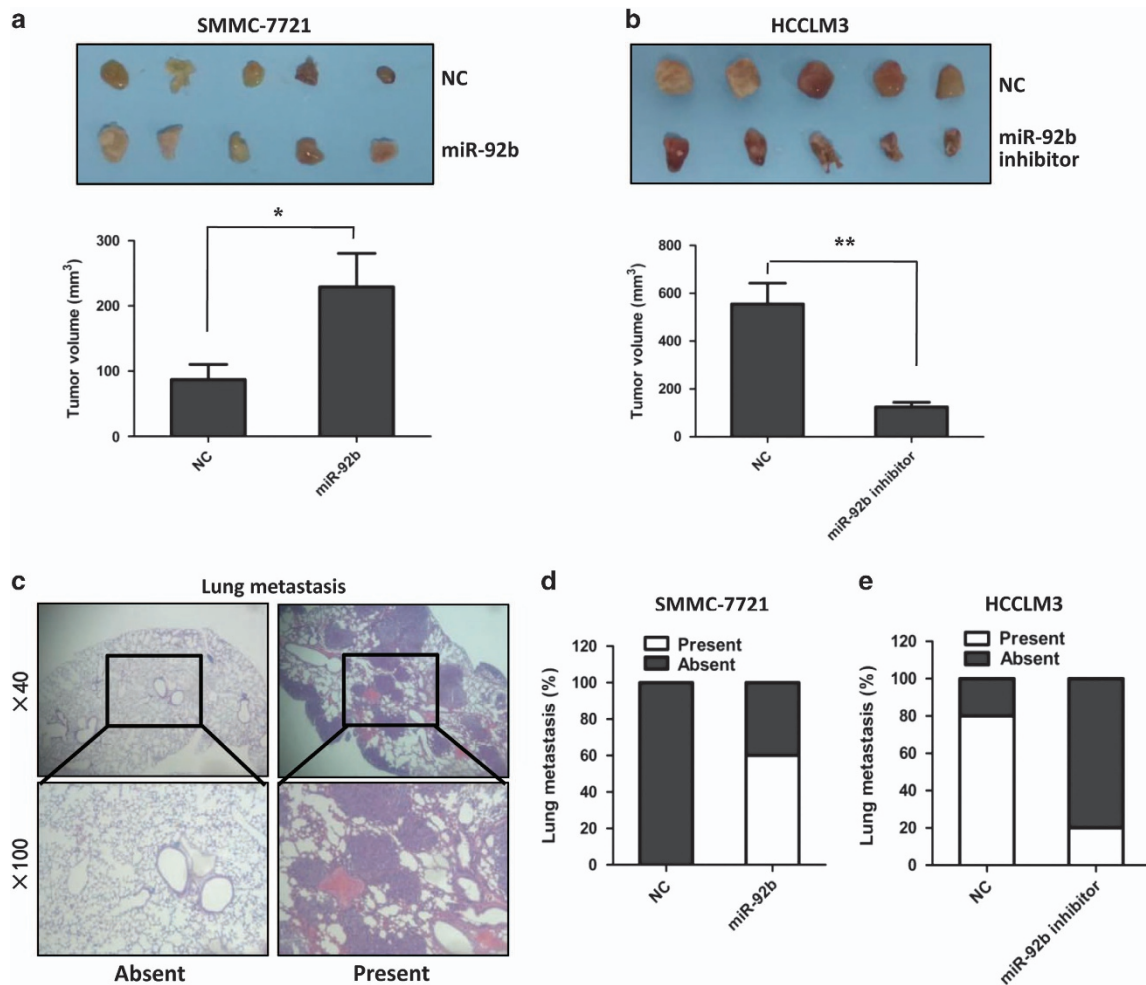 a
SMMC-7721
NC
miR-92b
*
300
200
100
0
Tumor volume (mm³)
NC
miR-92b
b
HCCLM3
NC
miR-92b
inhibitor
**
800
600
400
200
0
Tumor volume (mm³)
NC
miR-92b inhibitor
c
Lung metastasis
×40
×100
Absent
Present
d
SMMC-7721
Present
Absent
120
100
80
60
40
20
0
Lung metastasis (%)
NC
miR-92b
e
HCCLM3
Present
Absent
120
100
80
60
40
20
0
Lung metastasis (%)
NC
miR-92b inhibitor